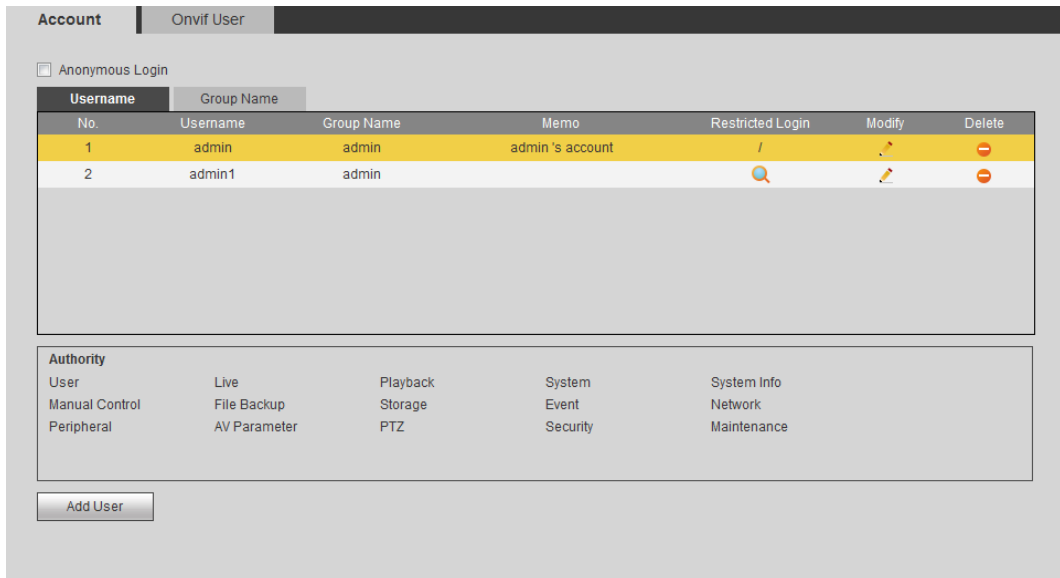 Account Onvif User
Anonymous Login
Username Group Name
No. Username Group Name Memo Restricted Login Modify Delete
1 admin admin admin 's account /
2 admin1 admin
Authority
User Live Playback System System Info
Manual Control File Backup Storage Event Network
Peripheral AV Parameter PTZ Security Maintenance
Add User